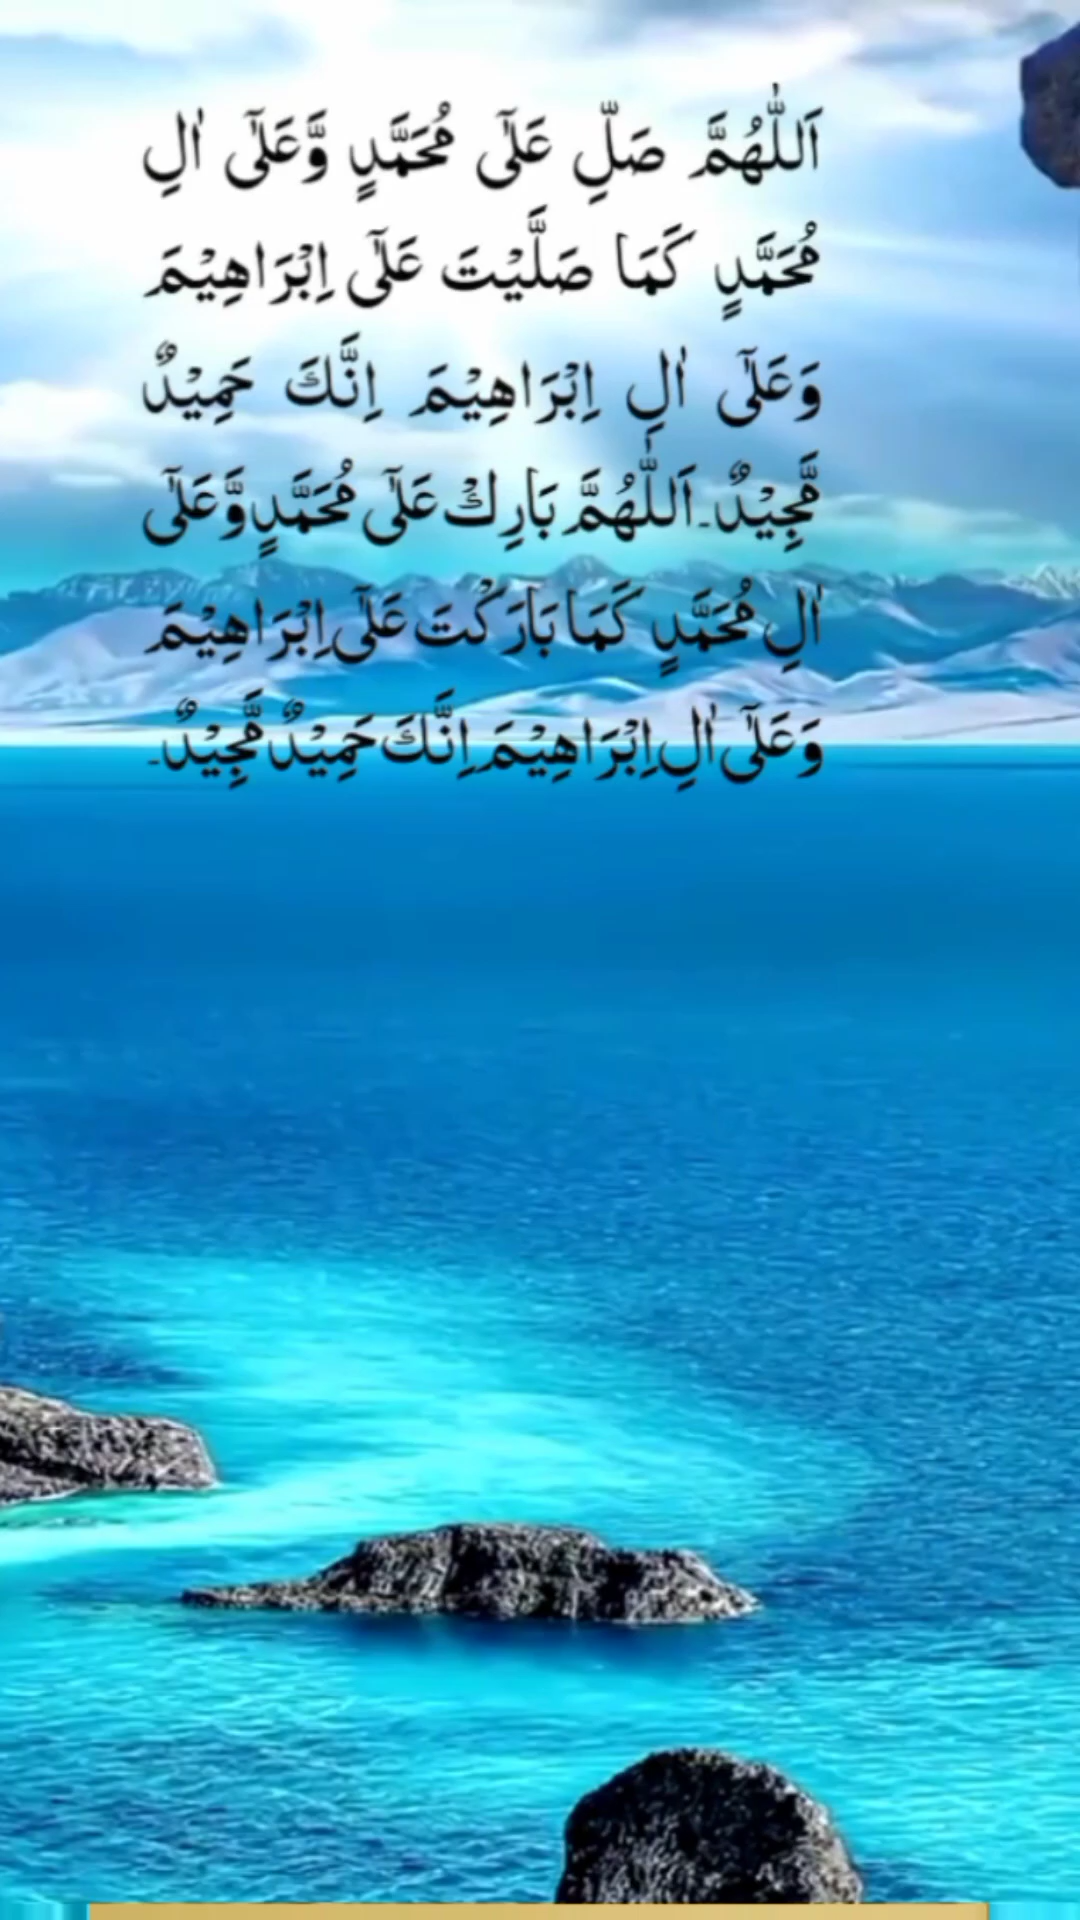 اَللّٰهُمَّ صَلِّ عَلٰٓى مُحَمَّدٍ وَّعَلٰٓى اٰلِ
مُحَمَّدٍ كَمَا صَلَّيْتَ عَلٰٓى اِبْرَاهِيْمَ
وَعَلٰٓى اٰلِ اِبْرَاهِيْمَ اِنَّكَ حَمِيْدٌ
مَّجِيْدٌ۔ اَللّٰهُمَّ بَارِكْ عَلٰٓى مُحَمَّدٍ وَّعَلٰٓى
اٰلِ مُحَمَّدٍ كَمَا بَارَكْتَ عَلٰٓى اِبْرَاهِيْمَ
وَعَلٰٓى اٰلِ اِبْرَاهِيْمَ اِنَّكَ حَمِيْدٌ مَّجِيْدٌ۔